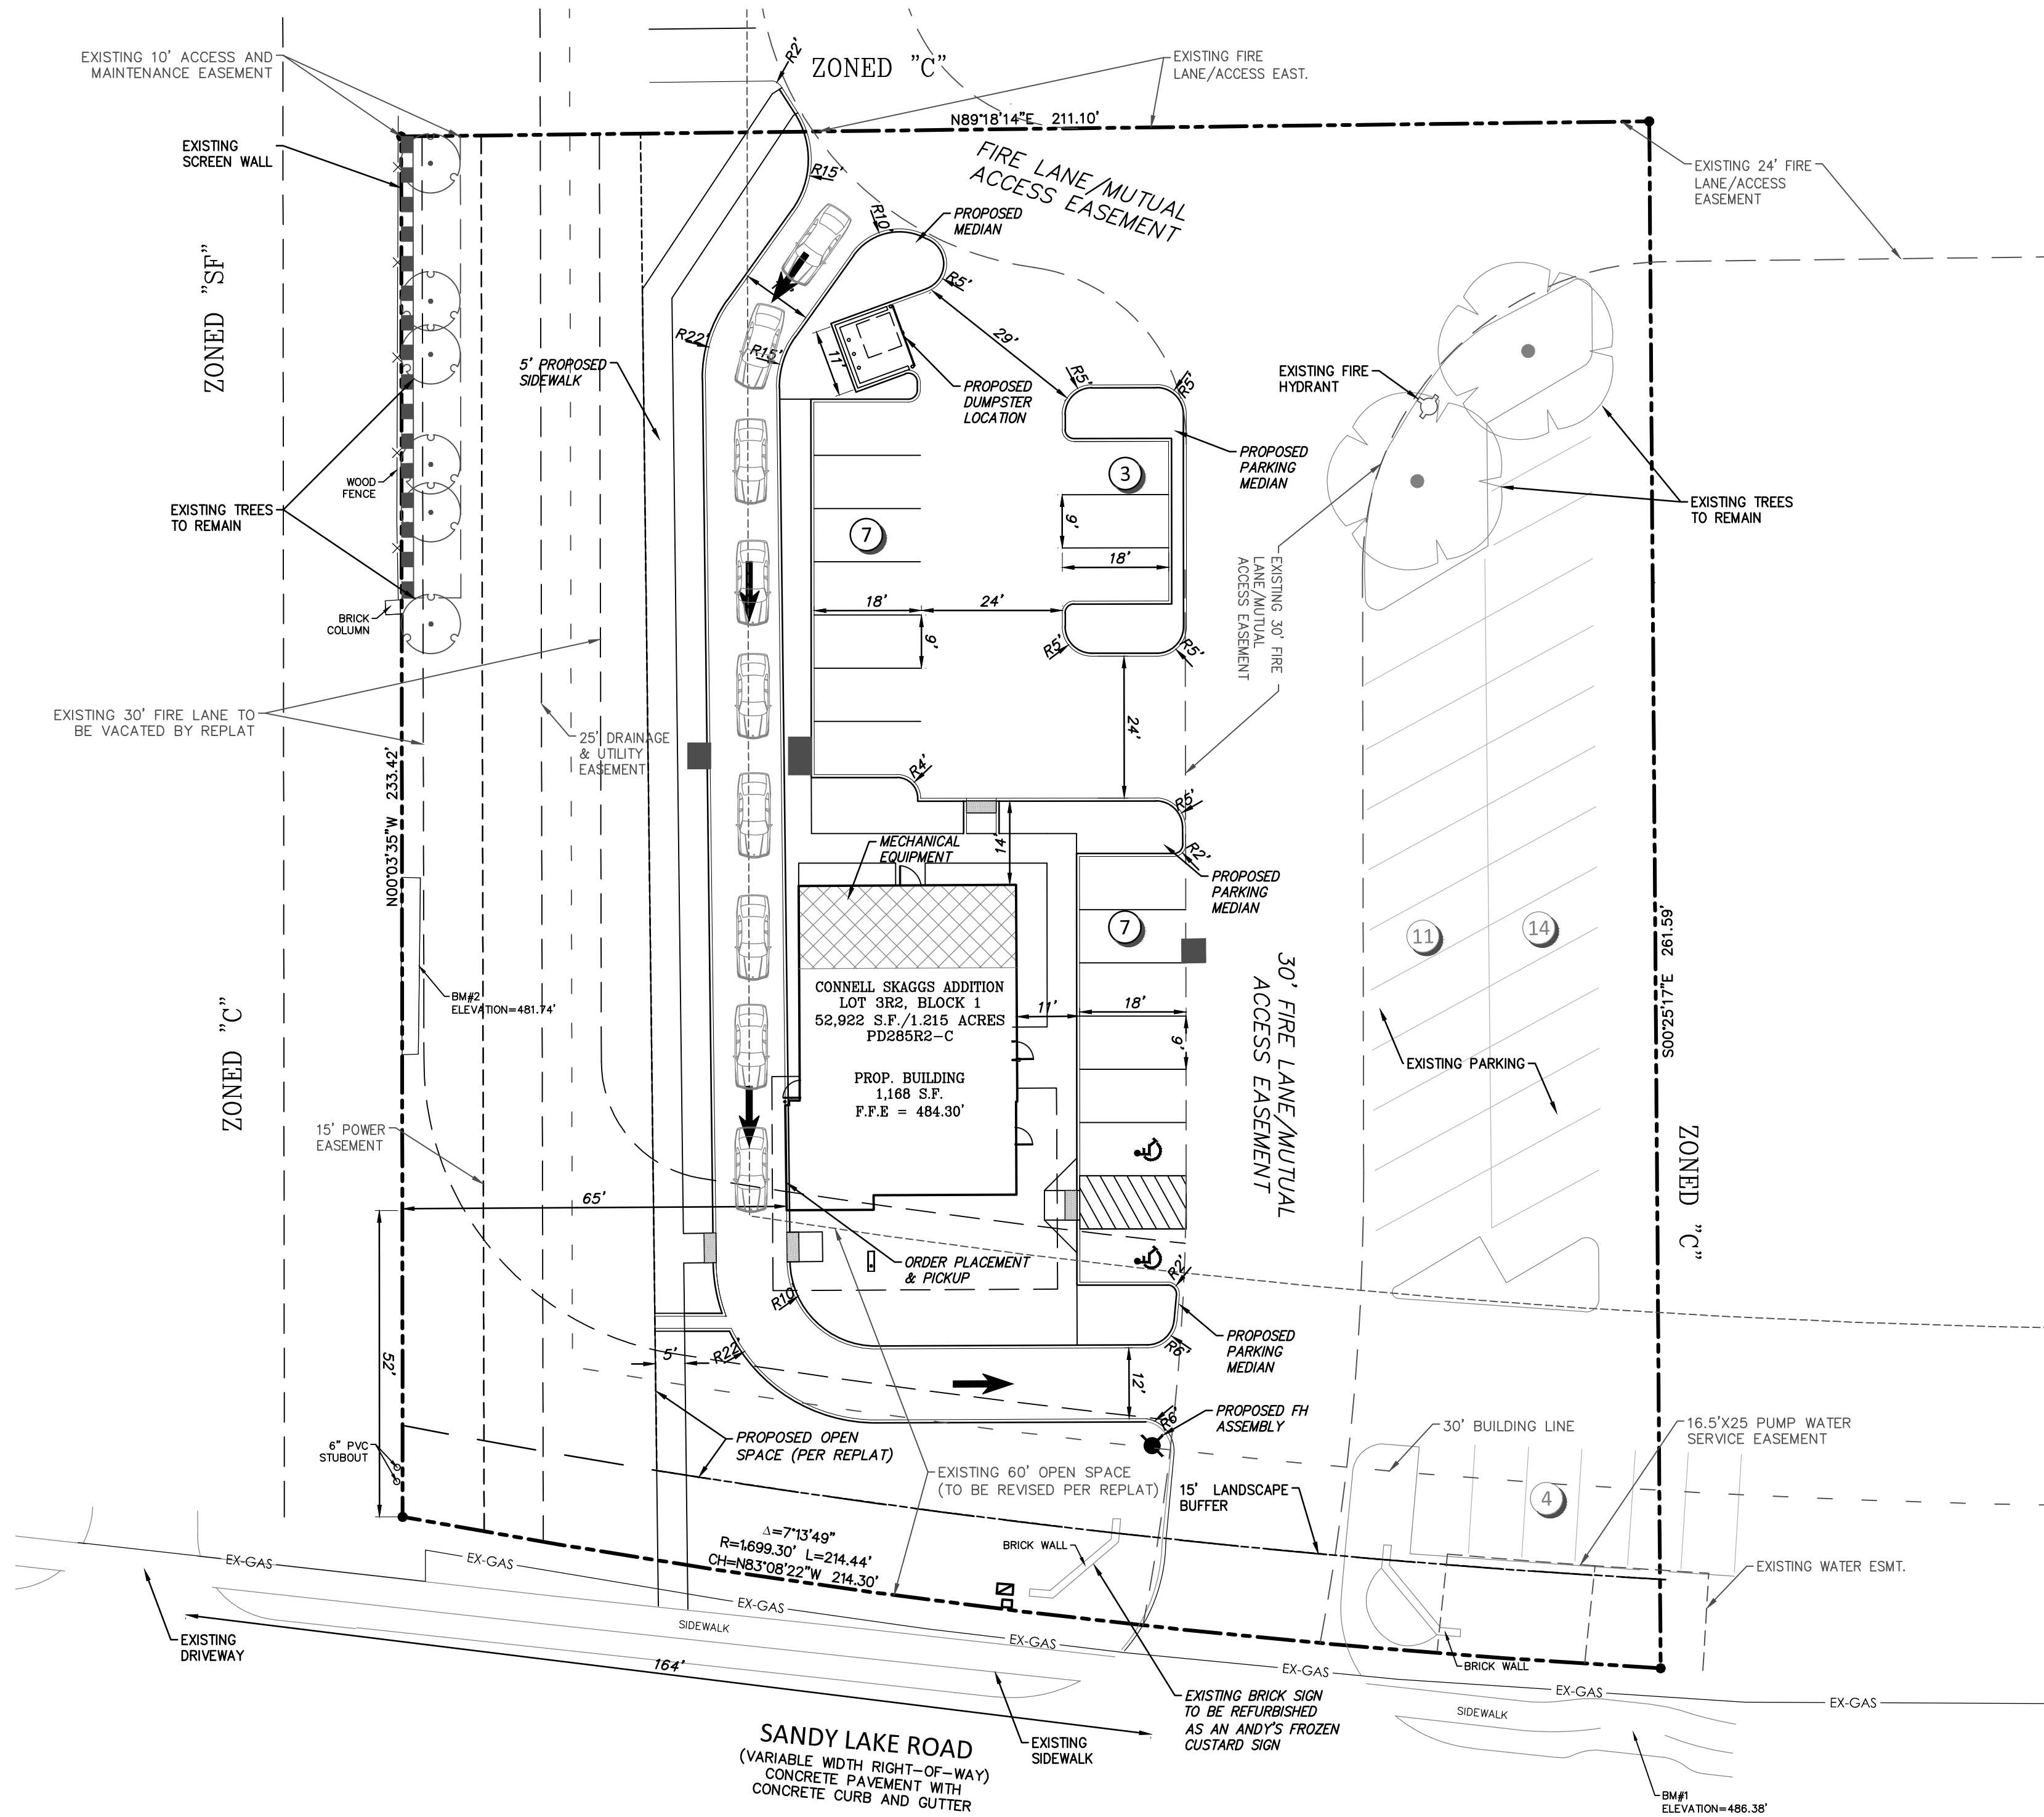 EXISTING 10' ACCESS AND
MAINTENANCE EASEMENT
R2'
ZONED "C"
EXISTING FIRE
LANE/ACCESS EAST.
N89°18'14"E 211.10'
EXISTING
SCREEN WALL
FIRE LANE/MUTUAL
ACCESS EASEMENT
EXISTING 24' FIRE
LANE/ACCESS
EASEMENT
R15'
R10'
PROPOSED
MEDIAN
R5'
ZONED "SF"
R22'
R15'
11'
29'
5' PROPOSED
SIDEWALK
PROPOSED
DUMPSTER
LOCATION
R5'
R5'
EXISTING FIRE
HYDRANT
PROPOSED
PARKING
MEDIAN
3
WOOD
FENCE
EXISTING TREES
TO REMAIN
EXISTING TREES
TO REMAIN
7
9'
18'
EXISTING 30' FIRE
LANE/MUTUAL
ACCESS EASEMENT
18'
24'
9'
BRICK
COLUMN
R5'
R5'
EXISTING 30' FIRE LANE TO
BE VACATED BY REPLAT
25' DRAINAGE
& UTILITY
EASEMENT
24'
N00°03'35"W 233.42'
R4'
R5'
14'
R2'
MECHANICAL
EQUIPMENT
PROPOSED
PARKING
MEDIAN
7
11
14
S00°25'17"E 261.59'
BM#2
ELEVATION=481.74'
CONNELL SKAGGS ADDITION
LOT 3R2, BLOCK 1
52,922 S.F./1.215 ACRES
PD285R2-C
PROP. BUILDING
1,168 S.F.
F.F.E = 484.30'
11'
18'
9'
30' FIRE LANE/MUTUAL
ACCESS EASEMENT
EXISTING PARKING
ZONED "C"
ZONED "C"
15' POWER
EASEMENT
65'
ORDER PLACEMENT
& PICKUP
R2'
R10'
52'
5'
R22'
PROPOSED
PARKING
MEDIAN
R6'
12'
R6'
PROPOSED FH
ASSEMBLY
6" PVC
STUBOUT
PROPOSED OPEN
SPACE (PER REPLAT)
EXISTING 60' OPEN SPACE
(TO BE REVISED PER REPLAT)
15' LANDSCAPE
BUFFER
30' BUILDING LINE
16.5'X25 PUMP WATER
SERVICE EASEMENT
4
EXISTING WATER ESMT.
Δ=7°13'49"
R=1,699.30' L=214.44'
CH=N83°08'22"W 214.30'
BRICK WALL
EX-GAS
EX-GAS
EX-GAS
EX-GAS
EX-GAS
EX-GAS
EX-GAS
SIDEWALK
BRICK WALL
EXISTING
DRIVEWAY
164'
EXISTING BRICK SIGN
TO BE REFURBISHED
AS AN ANDY'S FROZEN
CUSTARD SIGN
SIDEWALK
EXISTING
SIDEWALK
SANDY LAKE ROAD
(VARIABLE WIDTH RIGHT-OF-WAY)
CONCRETE PAVEMENT WITH
CONCRETE CURB AND GUTTER
BM#1
ELEVATION=486.38'